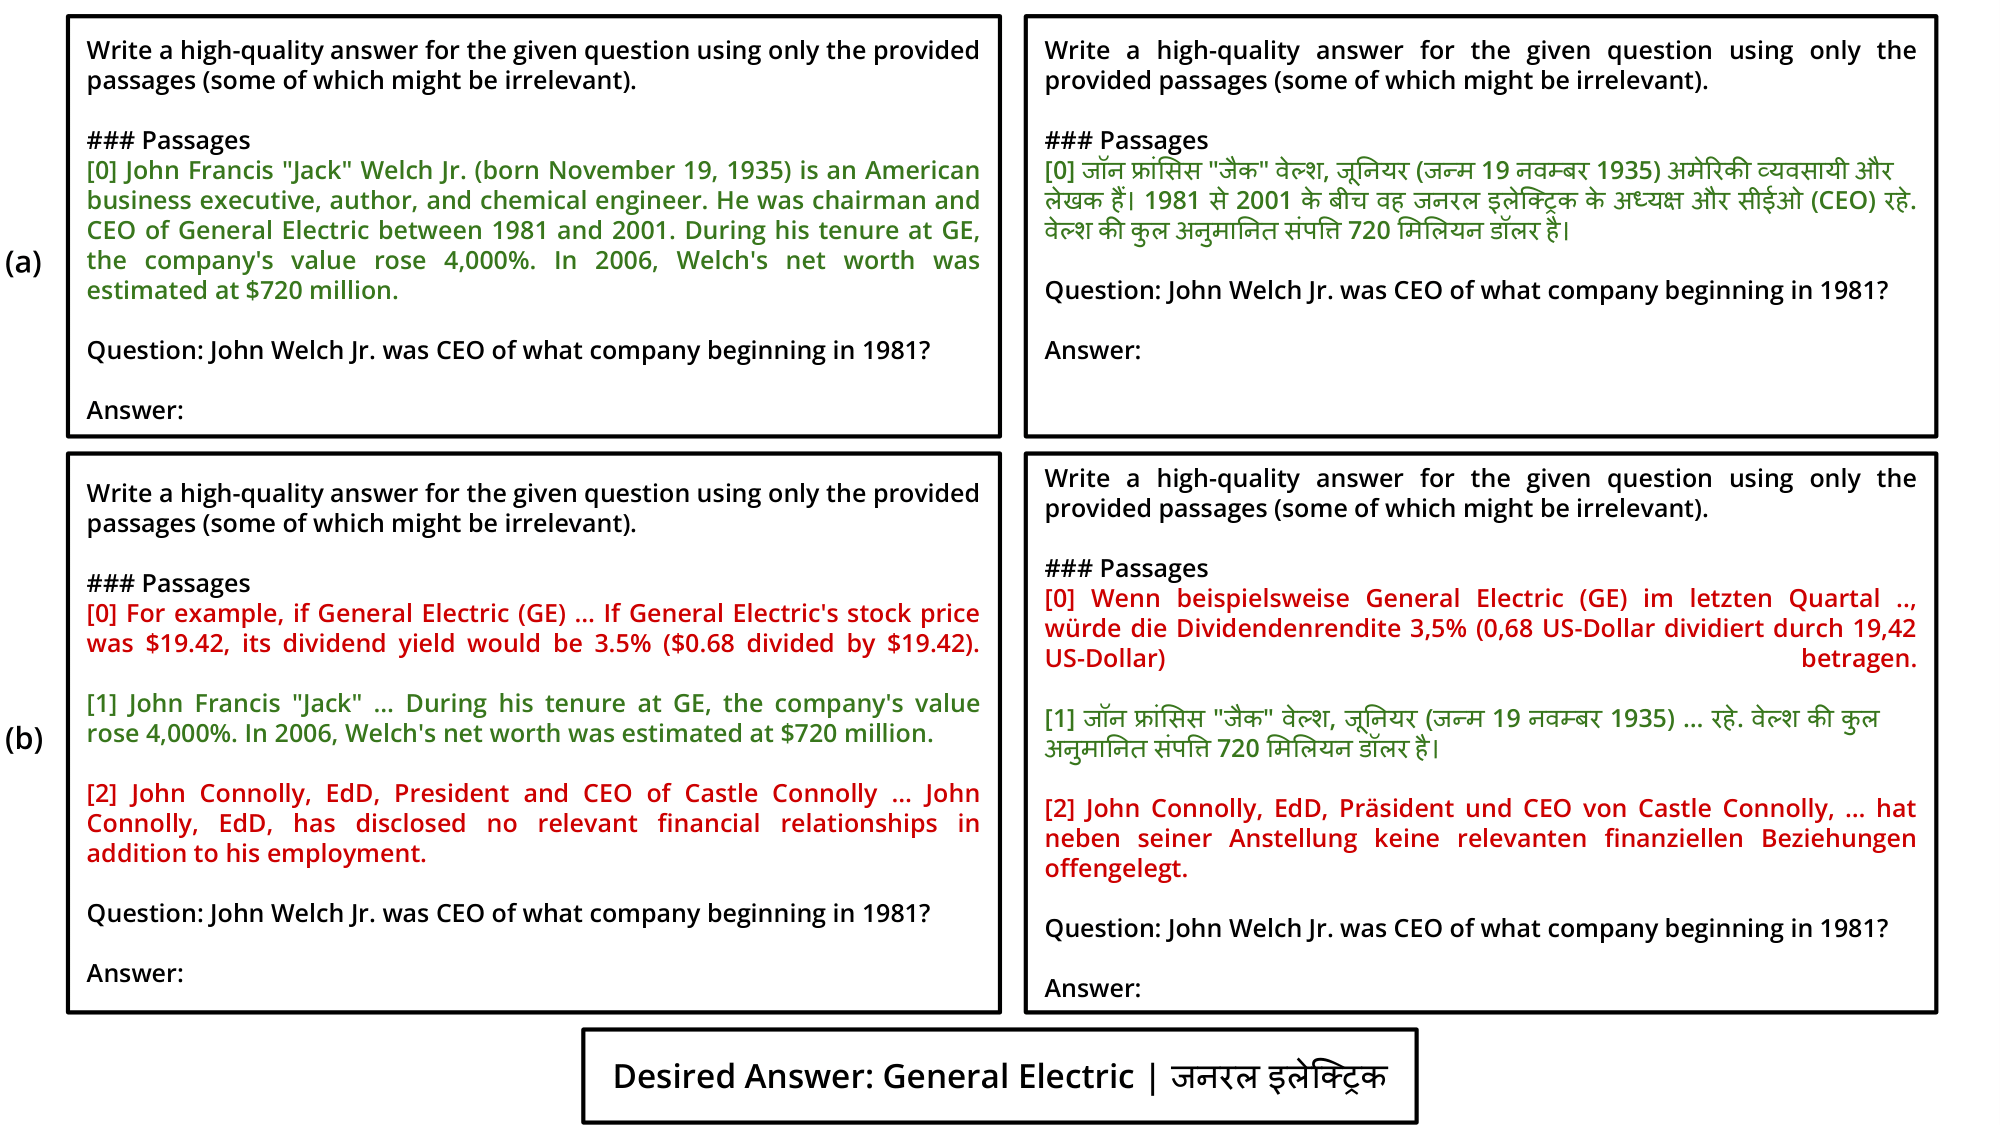 (a)
Write a high-quality answer for the given question using only the provided
passages (some of which might be irrelevant).
### Passages
[0] John Francis "Jack" Welch Jr. (born November 19, 1935) is an American
business executive, author, and chemical engineer. He was chairman and
CEO of General Electric between 1981 and 2001. During his tenure at GE,
the company's value rose 4,000%. In 2006, Welch's net worth was
estimated at $720 million.
Question: John Welch Jr. was CEO of what company beginning in 1981?
Answer:
Write a high-quality answer for the given question using only the
provided passages (some of which might be irrelevant).
### Passages
[0] जॉन फ्रांसिस "जैक" वेल्श, जूनियर (जन्म 19 नवम्बर 1935) अमेरिकी व्यवसायी और
लेखक हैं। 1981 से 2001 के बीच वह जनरल इलेक्ट्रिक के अध्यक्ष और सीईओ (CEO) रहे.
वेल्श की कुल अनुमानित संपत्ति 720 मिलियन डॉलर है।
Question: John Welch Jr. was CEO of what company beginning in 1981?
Answer:
(b)
Write a high-quality answer for the given question using only the provided
passages (some of which might be irrelevant).
### Passages
[0] For example, if General Electric (GE) ... If General Electric's stock price
was $19.42, its dividend yield would be 3.5% ($0.68 divided by $19.42).
[1] John Francis "Jack" ... During his tenure at GE, the company's value
rose 4,000%. In 2006, Welch's net worth was estimated at $720 million.
[2] John Connolly, EdD, President and CEO of Castle Connolly ... John
Connolly, EdD, has disclosed no relevant financial relationships in
addition to his employment.
Question: John Welch Jr. was CEO of what company beginning in 1981?
Answer:
Write a high-quality answer for the given question using only the
provided passages (some of which might be irrelevant).
### Passages
[0] Wenn beispielsweise General Electric (GE) im letzten Quartal ..,
würde die Dividendenrendite 3,5% (0,68 US-Dollar dividiert durch 19,42
US-Dollar) betragen.
[1] जॉन फ्रांसिस "जैक" वेल्श, जूनियर (जन्म 19 नवम्बर 1935) ... रहे. वेल्श की कुल
अनुमानित संपत्ति 720 मिलियन डॉलर है।
[2] John Connolly, EdD, Präsident und CEO von Castle Connolly, ... hat
neben seiner Anstellung keine relevanten finanziellen Beziehungen
offengelegt.
Question: John Welch Jr. was CEO of what company beginning in 1981?
Answer:
Desired Answer: General Electric | जनरल इलेक्ट्रिक